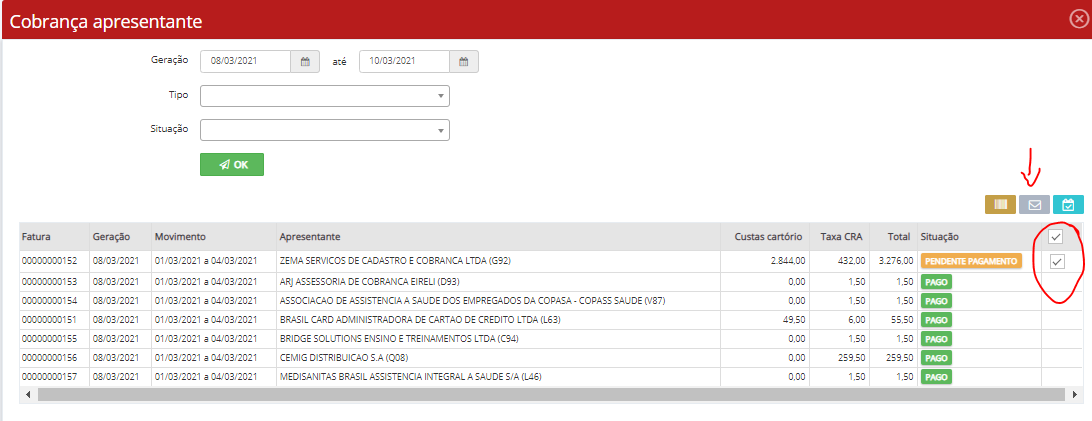 Cobrança apresentante
Geração 08/03/2021 até 10/03/2021
Tipo
Situação
OK
Fatura Geração Movimento Apresentante Custas cartório Taxa CRA Total Situação
00000000152 08/03/2021 01/03/2021 a 04/03/2021 ZEMA SERVICOS DE CADASTRO E COBRANCA LTDA (G92) 2.844,00 432,00 3.276,00 PENDENTE PAGAMENTO
00000000153 08/03/2021 01/03/2021 a 04/03/2021 ARJ ASSESSORIA DE COBRANCA EIRELI (D93) 0,00 1,50 1,50 PAGO
00000000154 08/03/2021 01/03/2021 a 04/03/2021 ASSOCIACAO DE ASSISTENCIA A SAUDE DOS EMPREGADOS DA COPASA - COPASS SAUDE (V87) 0,00 1,50 1,50 PAGO
00000000151 08/03/2021 01/03/2021 a 04/03/2021 BRASIL CARD ADMINISTRADORA DE CARTAO DE CREDITO LTDA (L63) 49,50 6,00 55,50 PAGO
00000000155 08/03/2021 01/03/2021 a 04/03/2021 BRIDGE SOLUTIONS ENSINO E TREINAMENTOS LTDA (C94) 0,00 1,50 1,50 PAGO
00000000156 08/03/2021 01/03/2021 a 04/03/2021 CEMIG DISTRIBUICAO S.A (Q08) 0,00 259,50 259,50 PAGO
00000000157 08/03/2021 01/03/2021 a 04/03/2021 MEDISANITAS BRASIL ASSISTENCIA INTEGRAL A SAUDE S/A (L46) 0,00 1,50 1,50 PAGO